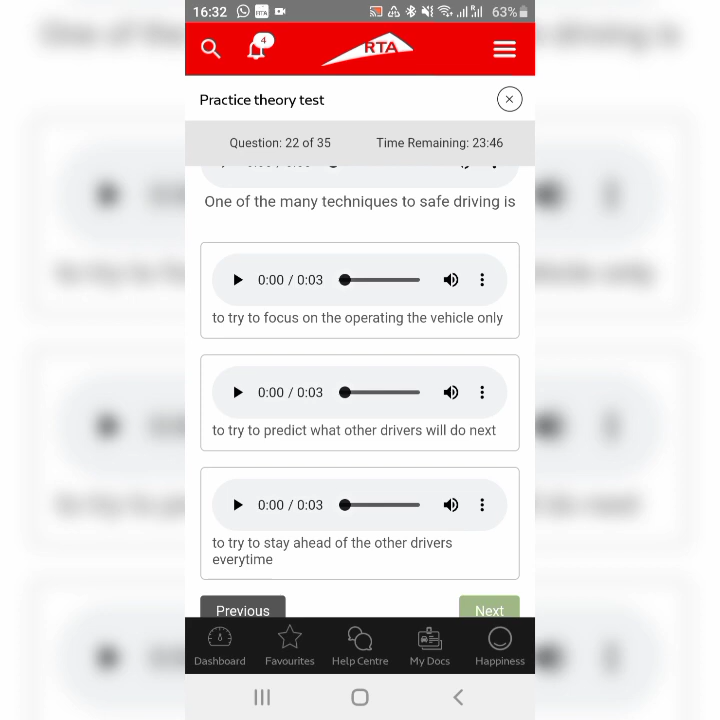 16:32
63%
4
RTA
Practice theory test
Question: 22 of 35
Time Remaining: 23:46
One of the many techniques to safe driving is
0:00 / 0:03
to try to focus on the operating the vehicle only
0:00 / 0:03
to try to predict what other drivers will do next
0:00 / 0:03
to try to stay ahead of the other drivers
everytime
Previous
Next
Dashboard
Favourites
Help Centre
My Docs
Happiness